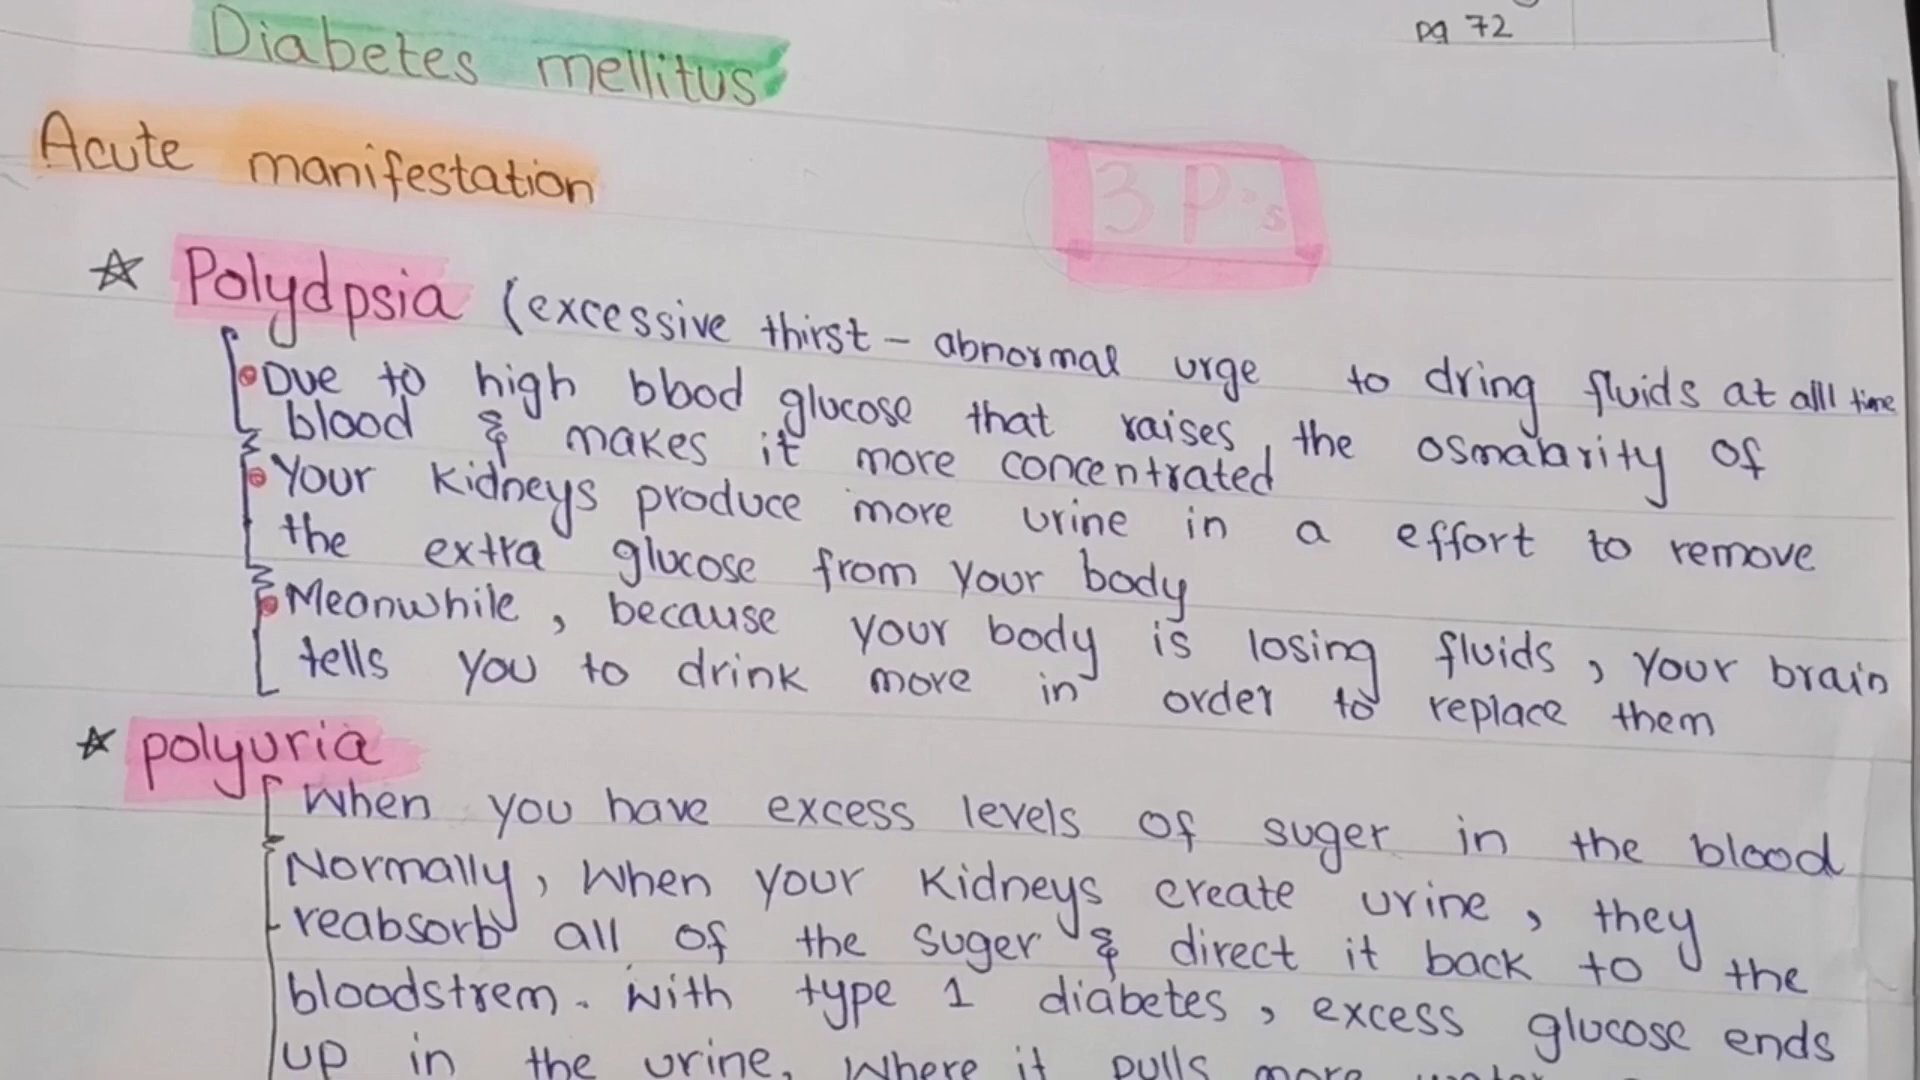 pg 72
Diabetes mellitus
Acute manifestation
3 P's
☆ Polydpsia (excessive thirst - abnormal urge to dring fluids at alll time
Due to high blood glucose that raises the osmalarity of
blood & makes it more concentrated
Your kidneys produce more urine in a effort to remove
the extra glucose from your body
Meanwhile, because your body is losing fluids, your brain
tells you to drink more in order to replace them
☆ polyuria
When you have excess levels of suger in the blood
Normally, when your kidneys create urine, they
reabsorb all of the suger & direct it back to the
bloodstrem. With type 1 diabetes, excess glucose ends
up in the urine, where it pulls more water